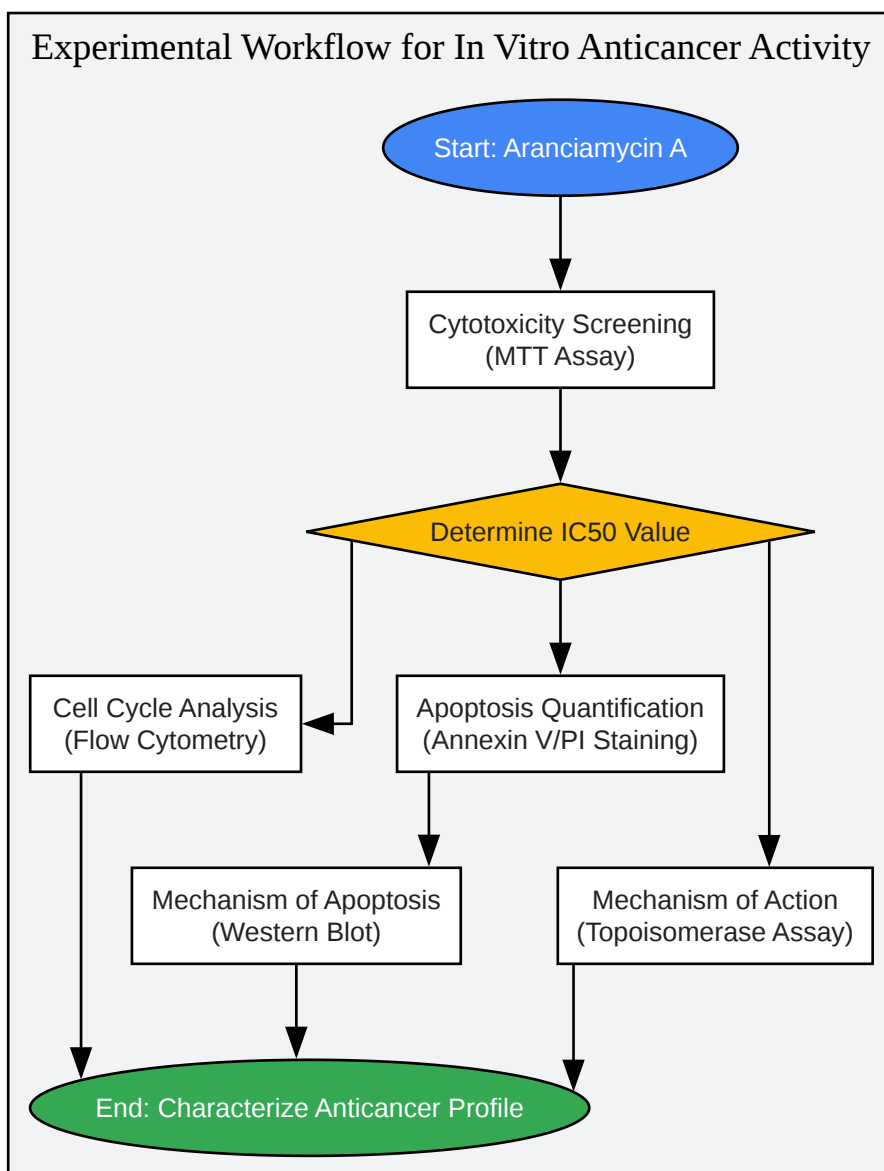 Experimental Workflow for In Vitro Anticancer Activity
Start: Aranciamycin A
Cytotoxicity Screening
(MTT Assay)
Determine IC50 Value
Cell Cycle Analysis
(Flow Cytometry)
Apoptosis Quantification
(Annexin V/PI Staining)
Mechanism of Apoptosis
(Western Blot)
Mechanism of Action
(Topoisomerase Assay)
End: Characterize Anticancer Profile